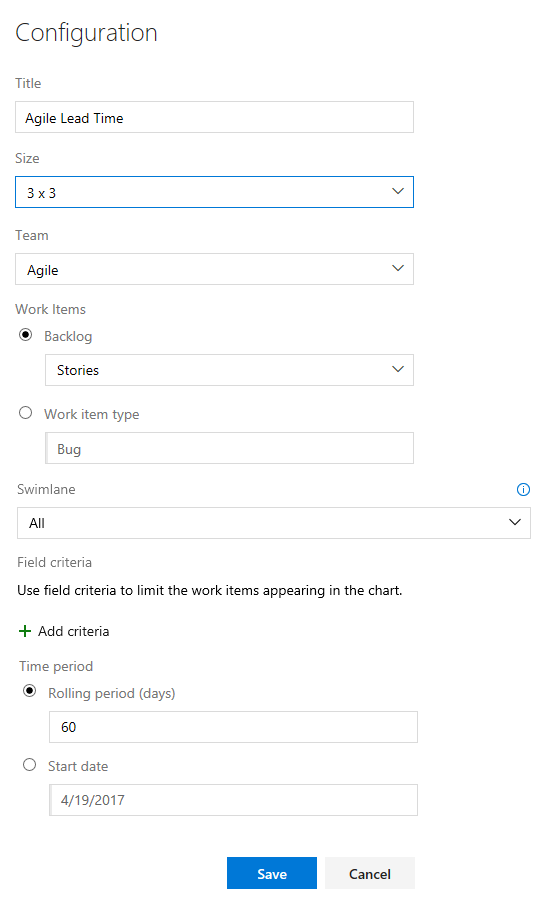 Configuration
Title
Agile Lead Time
Size
3 x 3
Team
Agile
Work Items
Backlog
Stories
Work item type
Bug
Swimlane
All
Field criteria
Use field criteria to limit the work items appearing in the chart.
+ Add criteria
Time period
Rolling period (days)
60
Start date
4/19/2017
Save Cancel